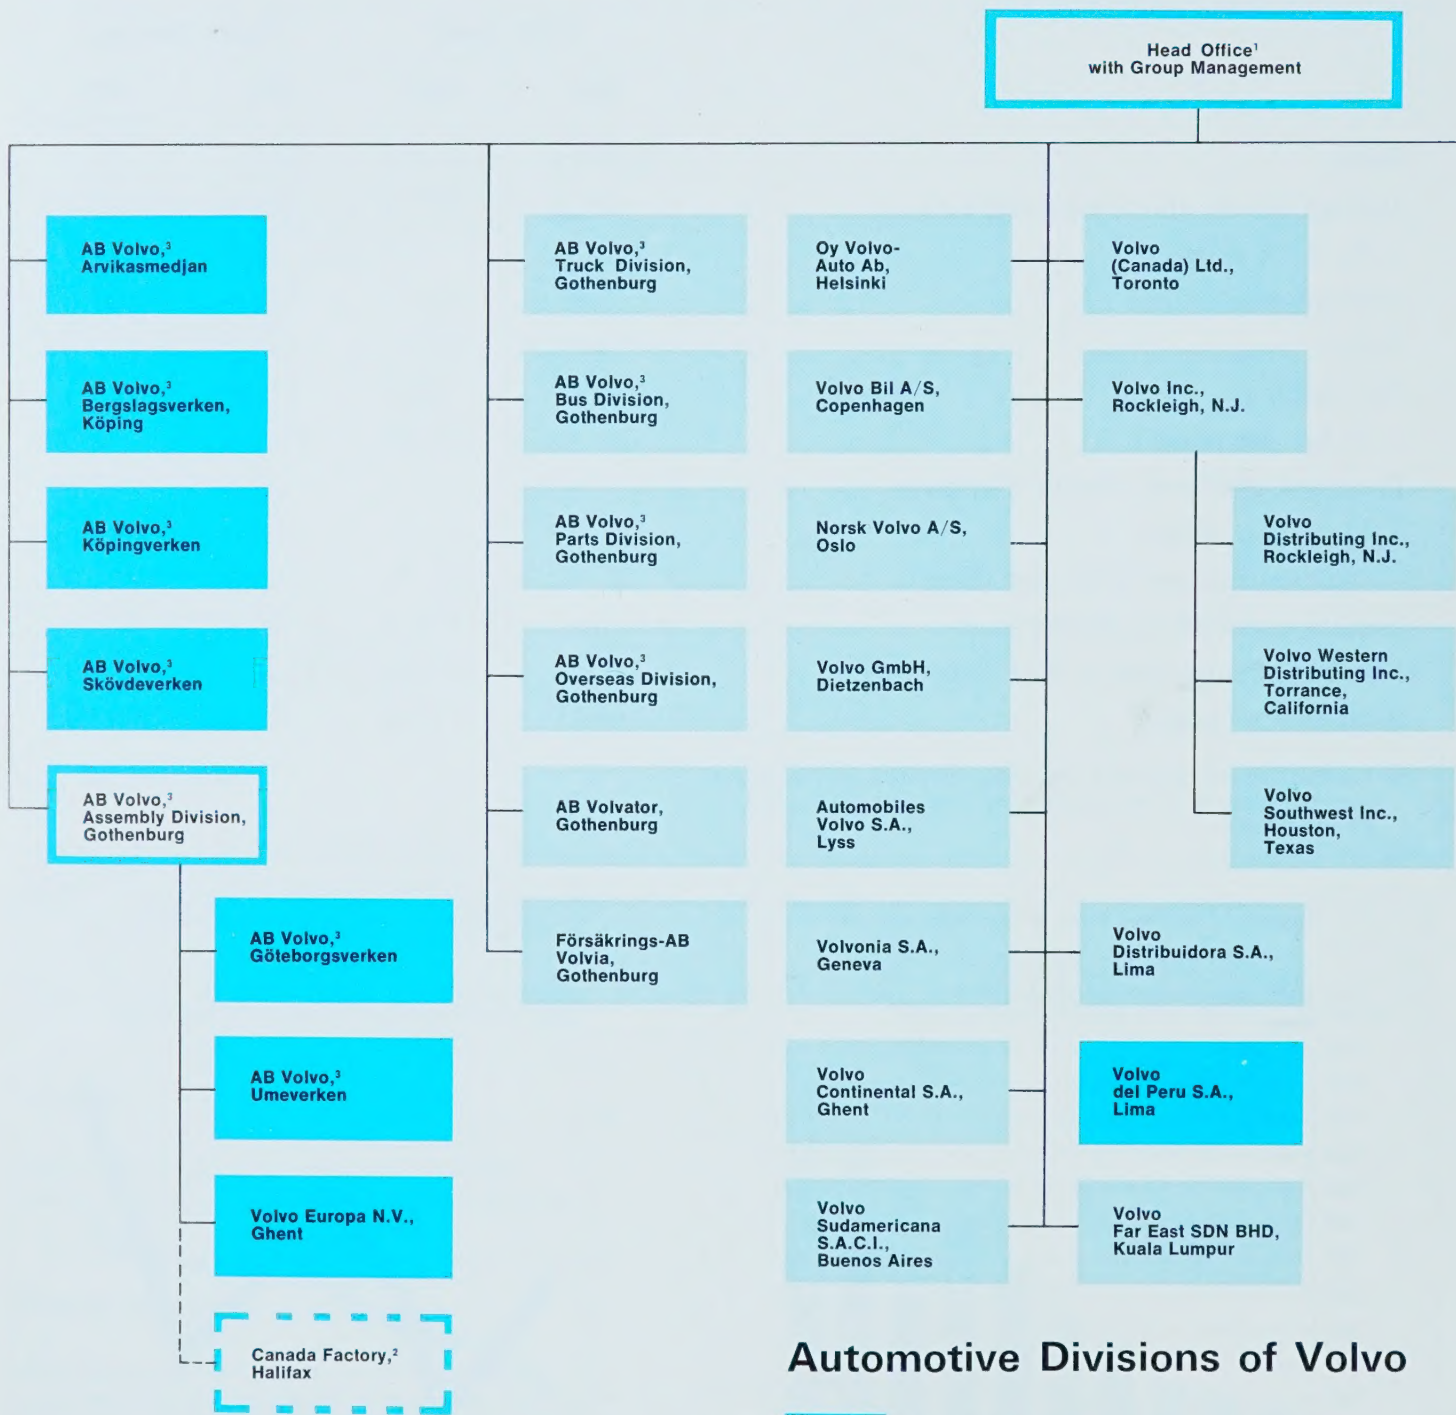 Head Office¹
with Group Management
AB Volvo,³
Arvikasmedjan
AB Volvo,³
Bergslagsverken,
Köping
AB Volvo,³
Köpingverken
AB Volvo,³
Skövdeverken
AB Volvo,³
Assembly Division,
Gothenburg
AB Volvo,³
Göteborgsverken
AB Volvo,³
Umeverken
Volvo Europa N.V.,
Ghent
Canada Factory,²
Halifax
AB Volvo,³
Truck Division,
Gothenburg
AB Volvo,³
Bus Division,
Gothenburg
AB Volvo,³
Parts Division,
Gothenburg
AB Volvo,³
Overseas Division,
Gothenburg
AB Volvator,
Gothenburg
Försäkrings-AB
Volvia,
Gothenburg
Oy Volvo-
Auto Ab,
Helsinki
Volvo Bil A/S,
Copenhagen
Norsk Volvo A/S,
Oslo
Volvo GmbH,
Dietzenbach
Automobiles
Volvo S.A.,
Lyss
Volvonia S.A.,
Geneva
Volvo
Continental S.A.,
Ghent
Volvo
Sudamericana
S.A.C.I.,
Buenos Aires
Volvo
(Canada) Ltd.,
Toronto
Volvo Inc.,
Rockleigh, N.J.
Volvo
Distributing Inc.,
Rockleigh, N.J.
Volvo Western
Distributing Inc.,
Torrance,
California
Volvo
Southwest Inc.,
Houston,
Texas
Volvo
Distribuidora S.A.,
Lima
Volvo
del Peru S.A.,
Lima
Volvo
Far East SDN BHD,
Kuala Lumpur
Automotive Divisions of Volvo